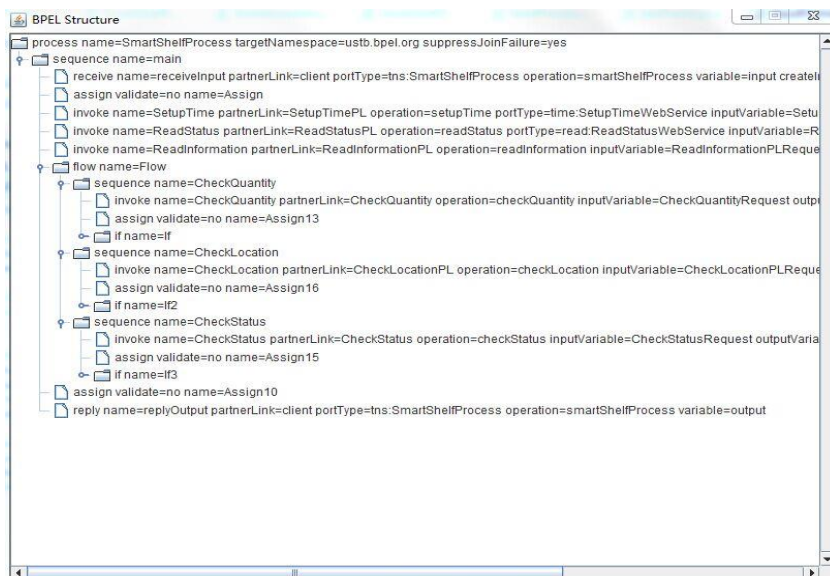 BPEL Structure
process name=SmartShelfProcess targetNamespace=ustb.bpel.org suppressJoinFailure=yes
sequence name=main
receive name=receiveInput partnerLink=client portType=tns:SmartShelfProcess operation=smartShelfProcess variable=input createI
assign validate=no name=Assign
invoke name=SetupTime partnerLink=SetupTimePL operation=setupTime portType=time:SetupTimeWebService inputVariable=Setu
invoke name=ReadStatus partnerLink=ReadStatusPL operation=readStatus portType=read:ReadStatusWebService inputVariable=R
invoke name=ReadInformation partnerLink=ReadInformationPL operation=readInformation inputVariable=ReadInformationPLReque
flow name=Flow
sequence name=CheckQuantity
invoke name=CheckQuantity partnerLink=CheckQuantity operation=checkQuantity inputVariable=CheckQuantityRequest outpu
assign validate=no name=Assign13
if name=If
sequence name=CheckLocation
invoke name=CheckLocation partnerLink=CheckLocationPL operation=checkLocation inputVariable=CheckLocationPLReque
assign validate=no name=Assign16
if name=If2
sequence name=CheckStatus
invoke name=CheckStatus partnerLink=CheckStatus operation=checkStatus inputVariable=CheckStatusRequest outputVaria
assign validate=no name=Assign15
if name=If3
assign validate=no name=Assign10
reply name=replyOutput partnerLink=client portType=tns:SmartShelfProcess operation=smartShelfProcess variable=output